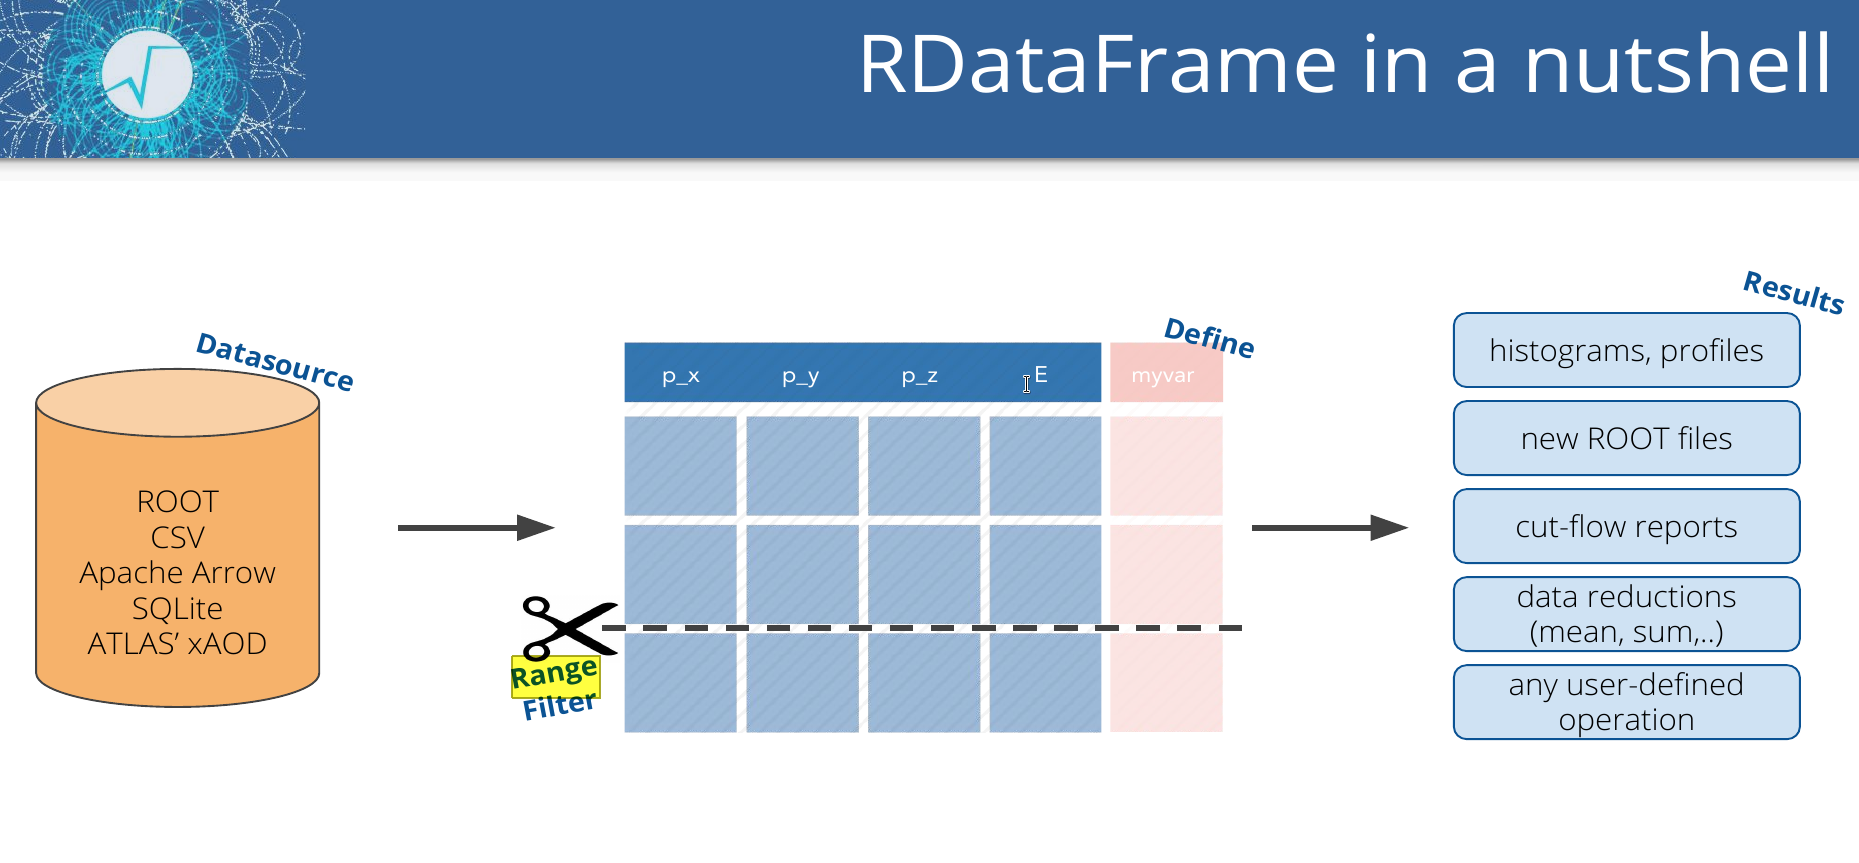 RDataFrame in a nutshell
Datasource
ROOT
CSV
Apache Arrow
SQLite
ATLAS’ xAOD
Range
Filter
Define
p_x p_y p_z E myvar
Results
histograms, profiles
new ROOT files
cut-flow reports
data reductions
(mean, sum,..)
any user-defined
operation